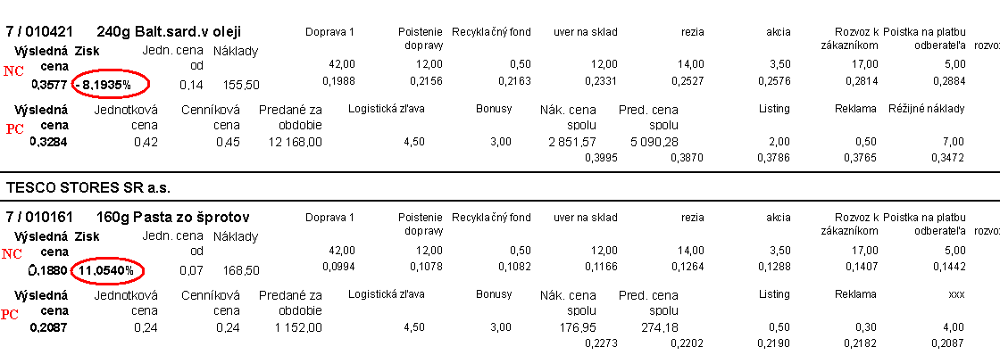 7 / 010421 240g Balt.sard.v oleji Doprava 1 Poistenie dopravy Recyklačný fond uver na sklad rezia akcia Rozvoz k zákazníkom Poistka na platbu odberateľa rozvo
Výsledná cena Zisk Jedn. cena od Náklady
NC 42,00 12,00 0,50 12,00 14,00 3,50 17,00 5,00
0,3577 - 8,1935% 0,14 155,50 0,1988 0,2156 0,2163 0,2331 0,2527 0,2576 0,2814 0,2884
Výsledná cena Jednotková cena Cenníková cena Predané za obdobie Logistická zľava Bonusy Nák. cena spolu Pred. cena spolu Listing Reklama Réžijné náklady
PC
0,3284 0,42 0,45 12 168,00 4,50 3,00 2 851,57 5 090,28 2,00 0,50 7,00
0,3995 0,3870 0,3786 0,3765 0,3472
TESCO STORES SR a.s.
7 / 010161 160g Pasta zo šprotov Doprava 1 Poistenie dopravy Recyklačný fond uver na sklad rezia akcia Rozvoz k zákazníkom Poistka na platbu odberateľa rozvo
Výsledná cena Zisk Jedn. cena od Náklady
NC 42,00 12,00 0,50 12,00 14,00 3,50 17,00 5,00
0,1880 11,0540% 0,07 168,50 0,0994 0,1078 0,1082 0,1166 0,1264 0,1288 0,1407 0,1442
Výsledná cena Jednotková cena Cenníková cena Predané za obdobie Logistická zľava Bonusy Nák. cena spolu Pred. cena spolu Listing Reklama xxx
PC
0,2087 0,24 0,24 1 152,00 4,50 3,00 176,95 274,18 0,50 0,30 4,00
0,2273 0,2202 0,2190 0,2182 0,2087